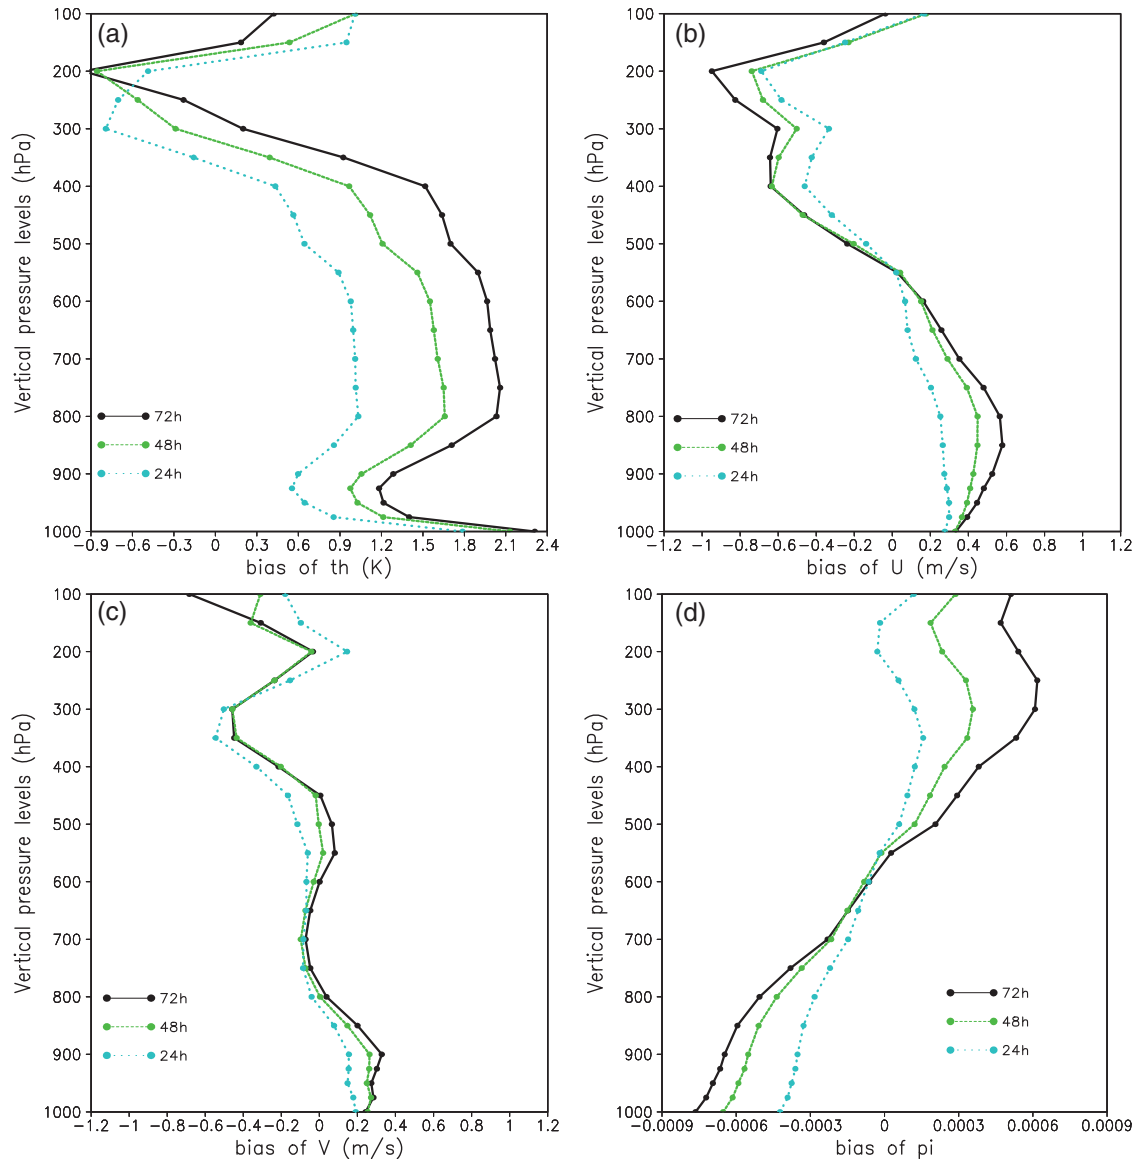 (a)
Vertical pressure levels (hPa)
100
200
300
400
500
600
700
800
900
1000
72h
48h
24h
−0.9 −0.6 −0.3 0 0.3 0.6 0.9 1.2 1.5 1.8 2.1 2.4
bias of th (K)
(b)
Vertical pressure levels (hPa)
100
200
300
400
500
600
700
800
900
1000
72h
48h
24h
−1.2 −1 −0.8 −0.6 −0.4 −0.2 0 0.2 0.4 0.6 0.8 1 1.2
bias of U (m/s)
(c)
Vertical pressure levels (hPa)
100
200
300
400
500
600
700
800
900
1000
72h
48h
24h
−1.2 −1 −0.8 −0.6 −0.4 −0.2 0 0.2 0.4 0.6 0.8 1 1.2
bias of V (m/s)
(d)
Vertical pressure levels (hPa)
100
200
300
400
500
600
700
800
900
1000
72h
48h
24h
−0.0009 −0.0006 −0.0003 0 0.0003 0.0006 0.0009
bias of pi